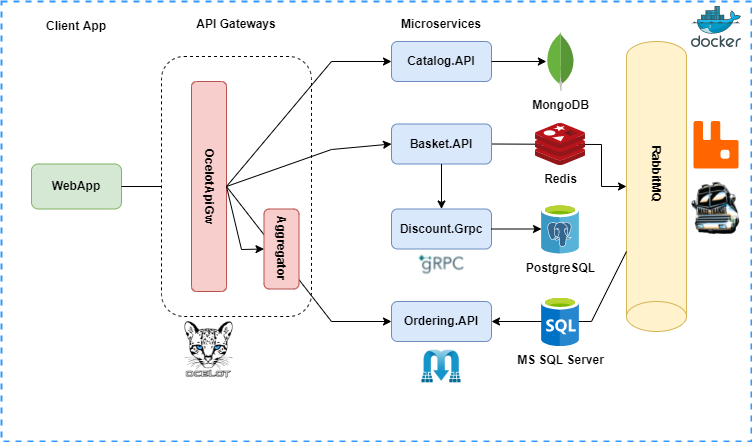 Client App
API Gateways
Microservices
docker
Catalog.API
MongoDB
OcelotApiGw
Basket.API
Redis
RabbitMQ
WebApp
MASSTRANSIT
Aggregator
Discount.Grpc
gRPC
PostgreSQL
Ordering.API
SQL
MS SQL Server
OCELOT